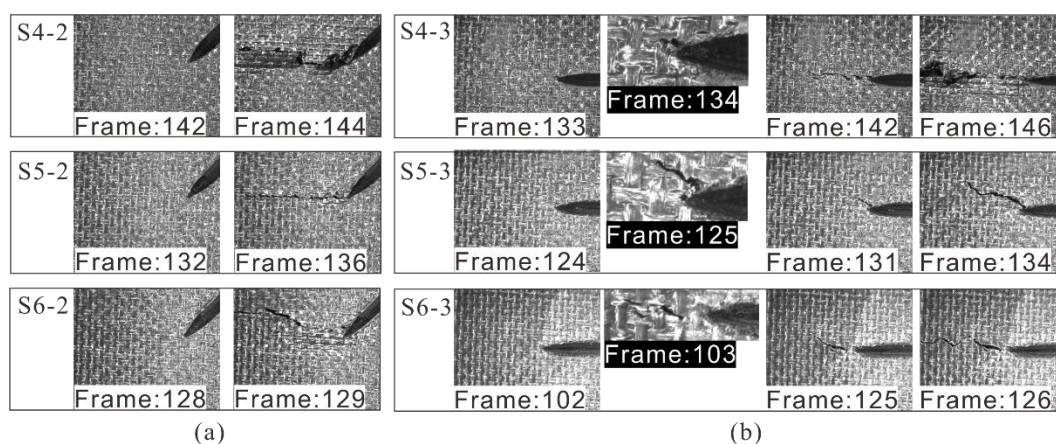 S4-2
Frame:142
Frame:144
S5-2
Frame:132
Frame:136
S6-2
Frame:128
Frame:129
(a)
S4-3
Frame:133
Frame:134
Frame:142
Frame:146
S5-3
Frame:124
Frame:125
Frame:131
Frame:134
S6-3
Frame:102
Frame:103
Frame:125
Frame:126
(b)